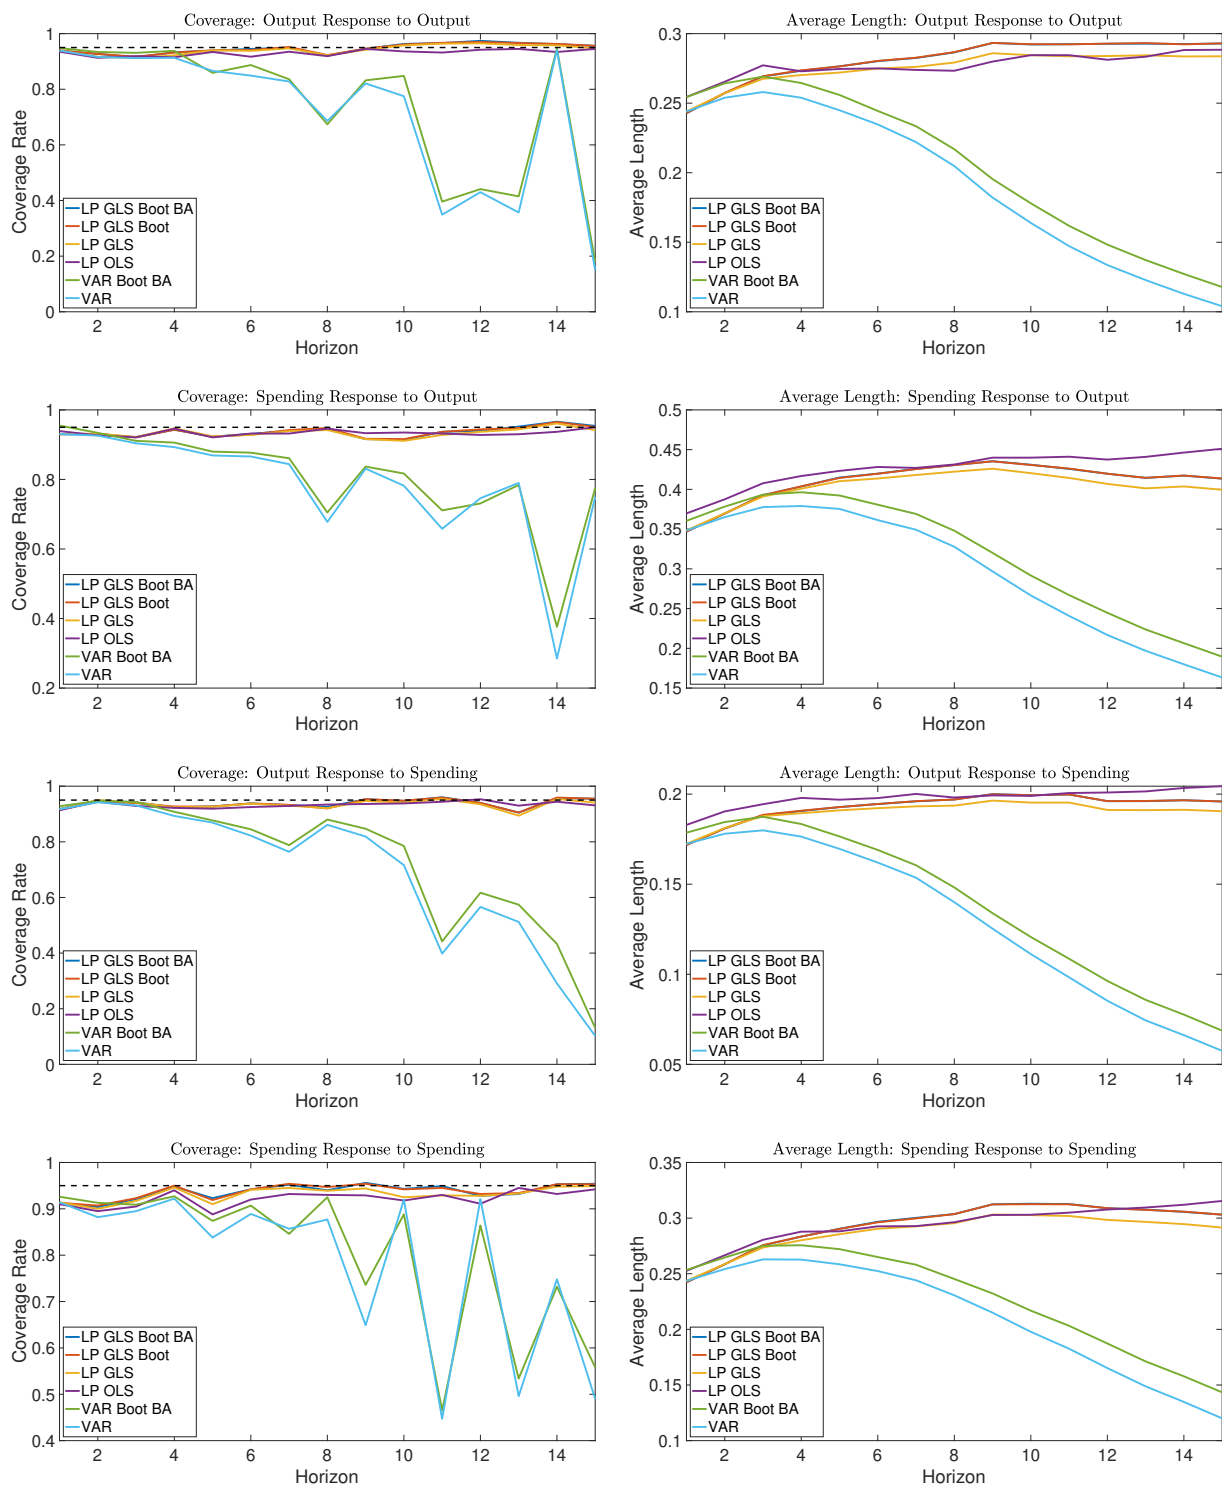 Coverage: Output Response to Output
Coverage Rate
1
0.8
0.6
0.4
0.2
0
LP GLS Boot BA
LP GLS Boot
LP GLS
LP OLS
VAR Boot BA
VAR
2 4 6 8 10 12 14
Horizon
Average Length: Output Response to Output
Average Length
0.3
0.25
0.2
0.15
0.1
LP GLS Boot BA
LP GLS Boot
LP GLS
LP OLS
VAR Boot BA
VAR
2 4 6 8 10 12 14
Horizon
Coverage: Spending Response to Output
Coverage Rate
1
0.8
0.6
0.4
0.2
LP GLS Boot BA
LP GLS Boot
LP GLS
LP OLS
VAR Boot BA
VAR
2 4 6 8 10 12 14
Horizon
Average Length: Spending Response to Output
Average Length
0.5
0.45
0.4
0.35
0.3
0.25
0.2
0.15
LP GLS Boot BA
LP GLS Boot
LP GLS
LP OLS
VAR Boot BA
VAR
2 4 6 8 10 12 14
Horizon
Coverage: Output Response to Spending
Coverage Rate
1
0.8
0.6
0.4
0.2
0
LP GLS Boot BA
LP GLS Boot
LP GLS
LP OLS
VAR Boot BA
VAR
2 4 6 8 10 12 14
Horizon
Average Length: Output Response to Spending
Average Length
0.2
0.15
0.1
0.05
LP GLS Boot BA
LP GLS Boot
LP GLS
LP OLS
VAR Boot BA
VAR
2 4 6 8 10 12 14
Horizon
Coverage: Spending Response to Spending
Coverage Rate
1
0.9
0.8
0.7
0.6
0.5
0.4
LP GLS Boot BA
LP GLS Boot
LP GLS
LP OLS
VAR Boot BA
VAR
2 4 6 8 10 12 14
Horizon
Average Length: Spending Response to Spending
Average Length
0.35
0.3
0.25
0.2
0.15
0.1
LP GLS Boot BA
LP GLS Boot
LP GLS
LP OLS
VAR Boot BA
VAR
2 4 6 8 10 12 14
Horizon